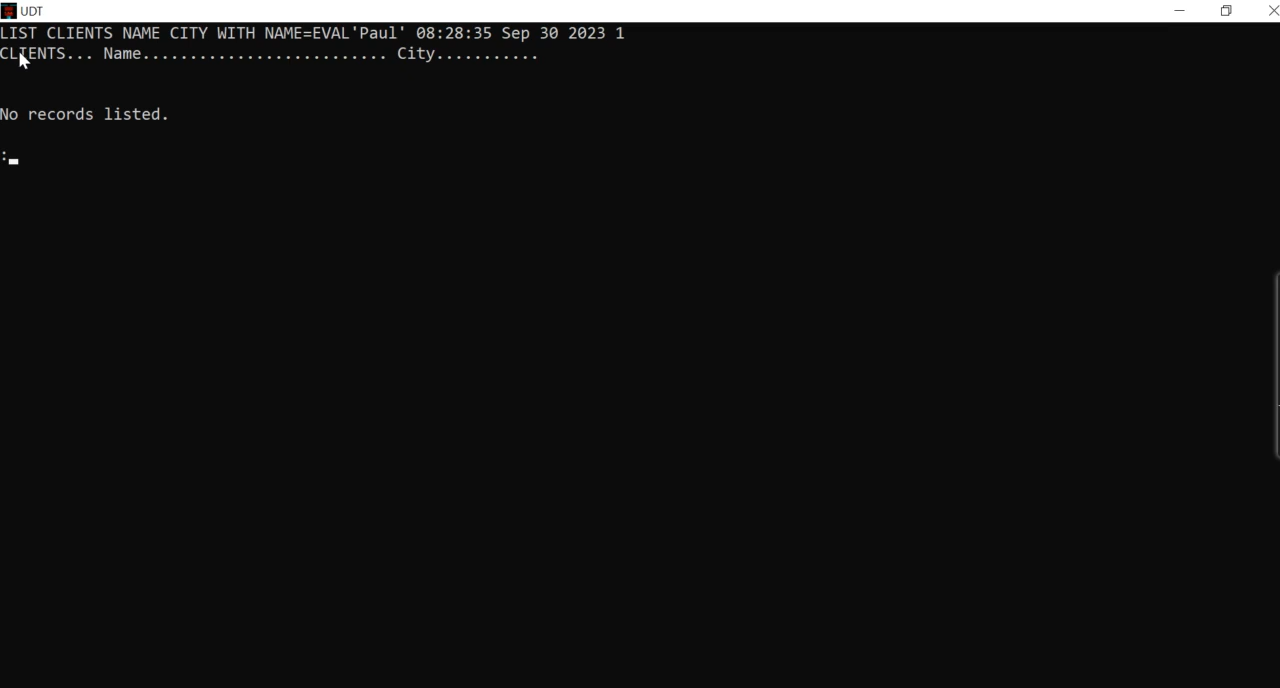 UDT
LIST CLIENTS NAME CITY WITH NAME=EVAL'Paul' 08:28:35 Sep 30 2023 1
CLIENTS... Name.......................... City...........
No records listed.
: